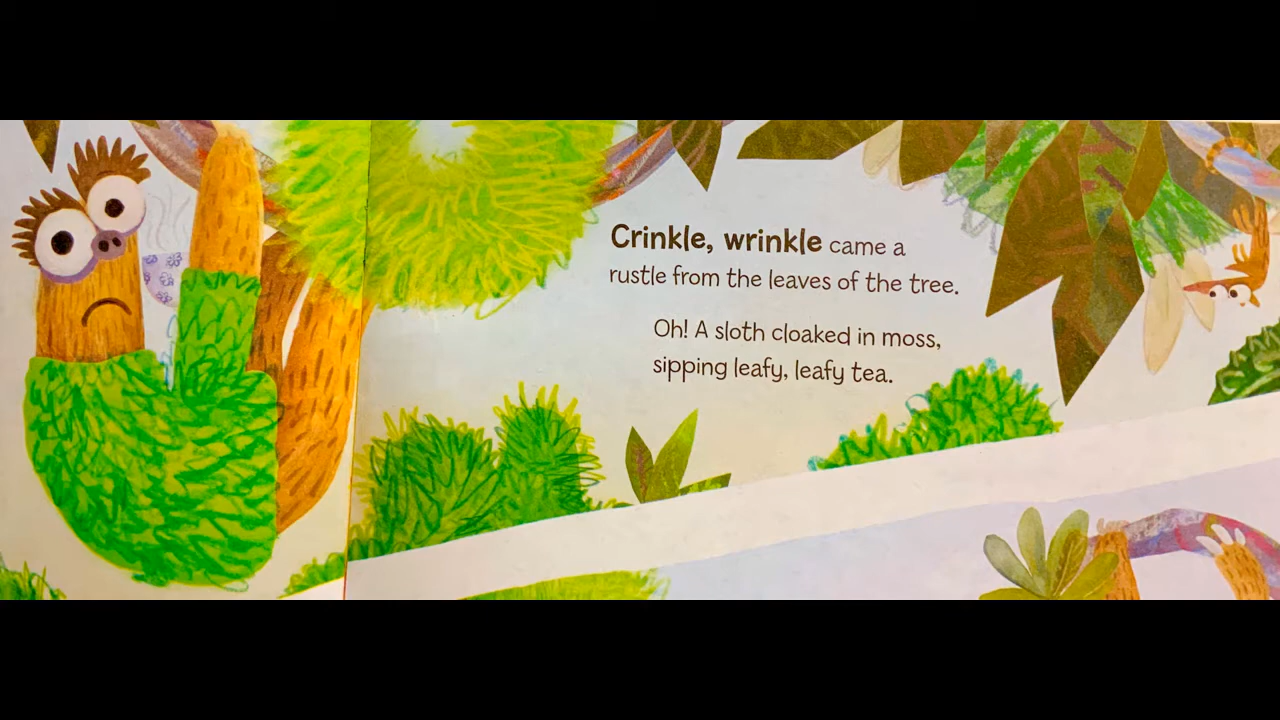 Crinkle, wrinkle came a
rustle from the leaves of the tree.
Oh! A sloth cloaked in moss,
sipping leafy, leafy tea.